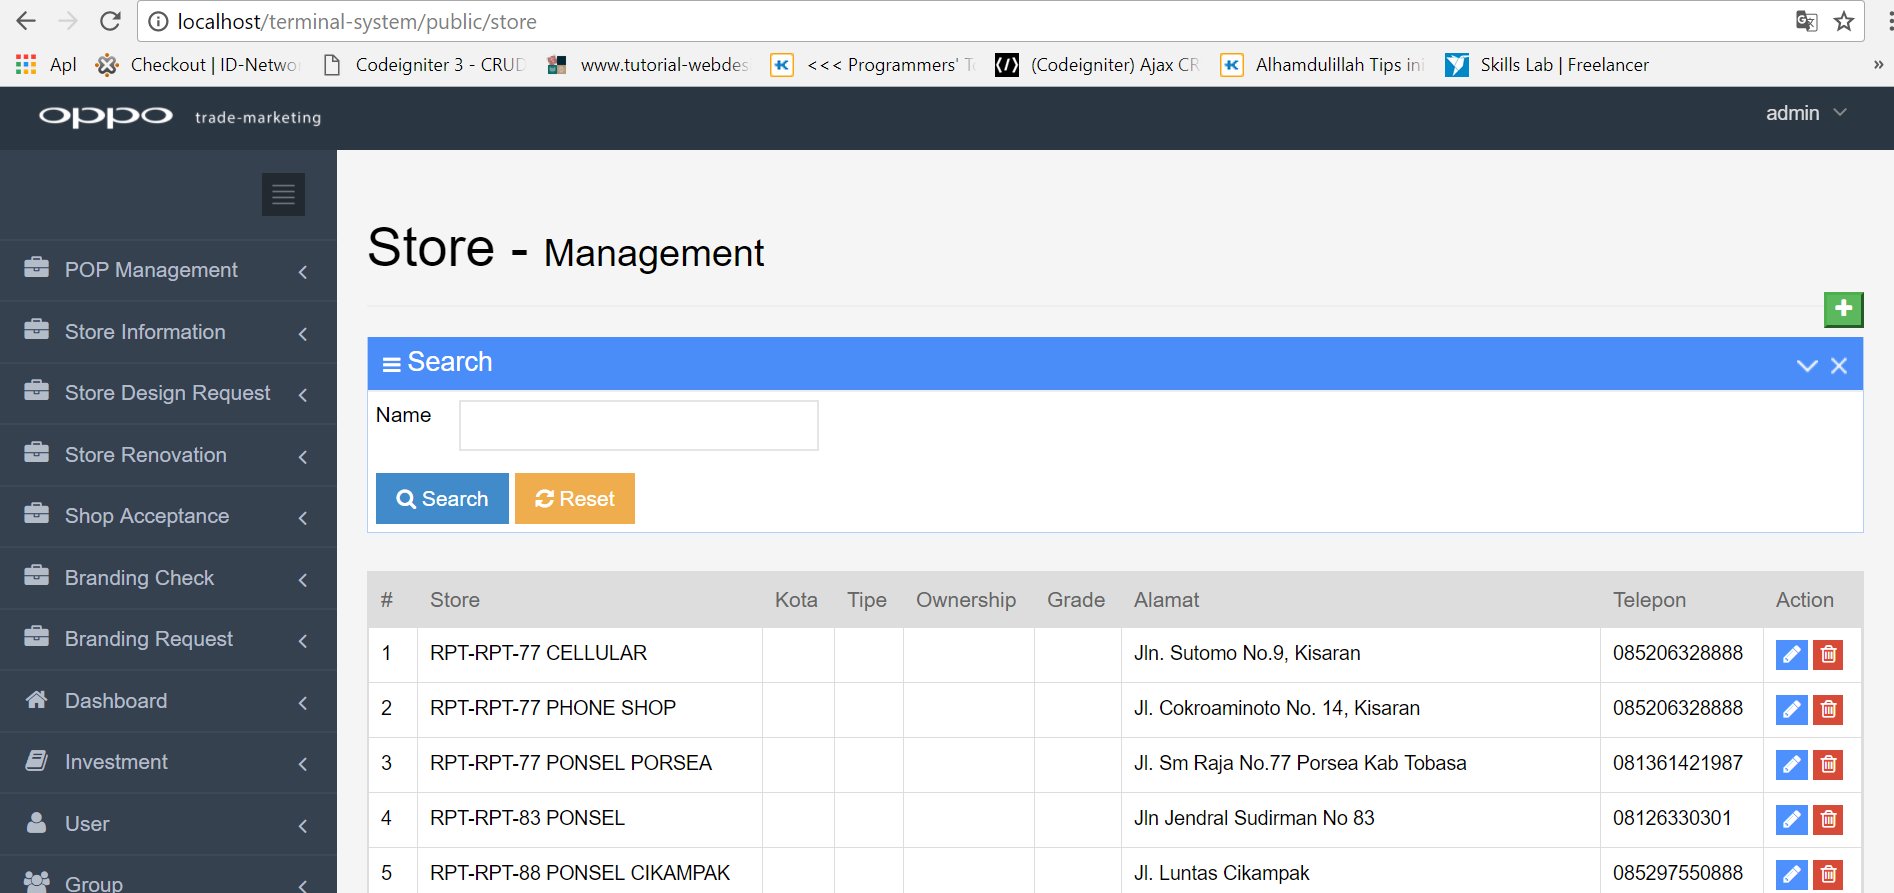 localhost/terminal-system/public/store
Apl Checkout | ID-Netwo Codeigniter 3 - CRUD www.tutorial-webdes <<< Programmers' T (Codeigniter) Ajax CR Alhamdulillah Tips ini Skills Lab | Freelancer »
oppo trade-marketing admin
Store - Management
POP Management
Store Information
Store Design Request
Store Renovation
Shop Acceptance
Branding Check
Branding Request
Dashboard
Investment
User
Group
Search
Name
Search Reset
# Store Kota Tipe Ownership Grade Alamat Telepon Action
1 RPT-RPT-77 CELLULAR Jln. Sutomo No.9, Kisaran 085206328888
2 RPT-RPT-77 PHONE SHOP Jl. Cokroaminoto No. 14, Kisaran 085206328888
3 RPT-RPT-77 PONSEL PORSEA Jl. Sm Raja No.77 Porsea Kab Tobasa 081361421987
4 RPT-RPT-83 PONSEL Jln Jendral Sudirman No 83 08126330301
5 RPT-RPT-88 PONSEL CIKAMPAK Jl. Luntas Cikampak 085297550888